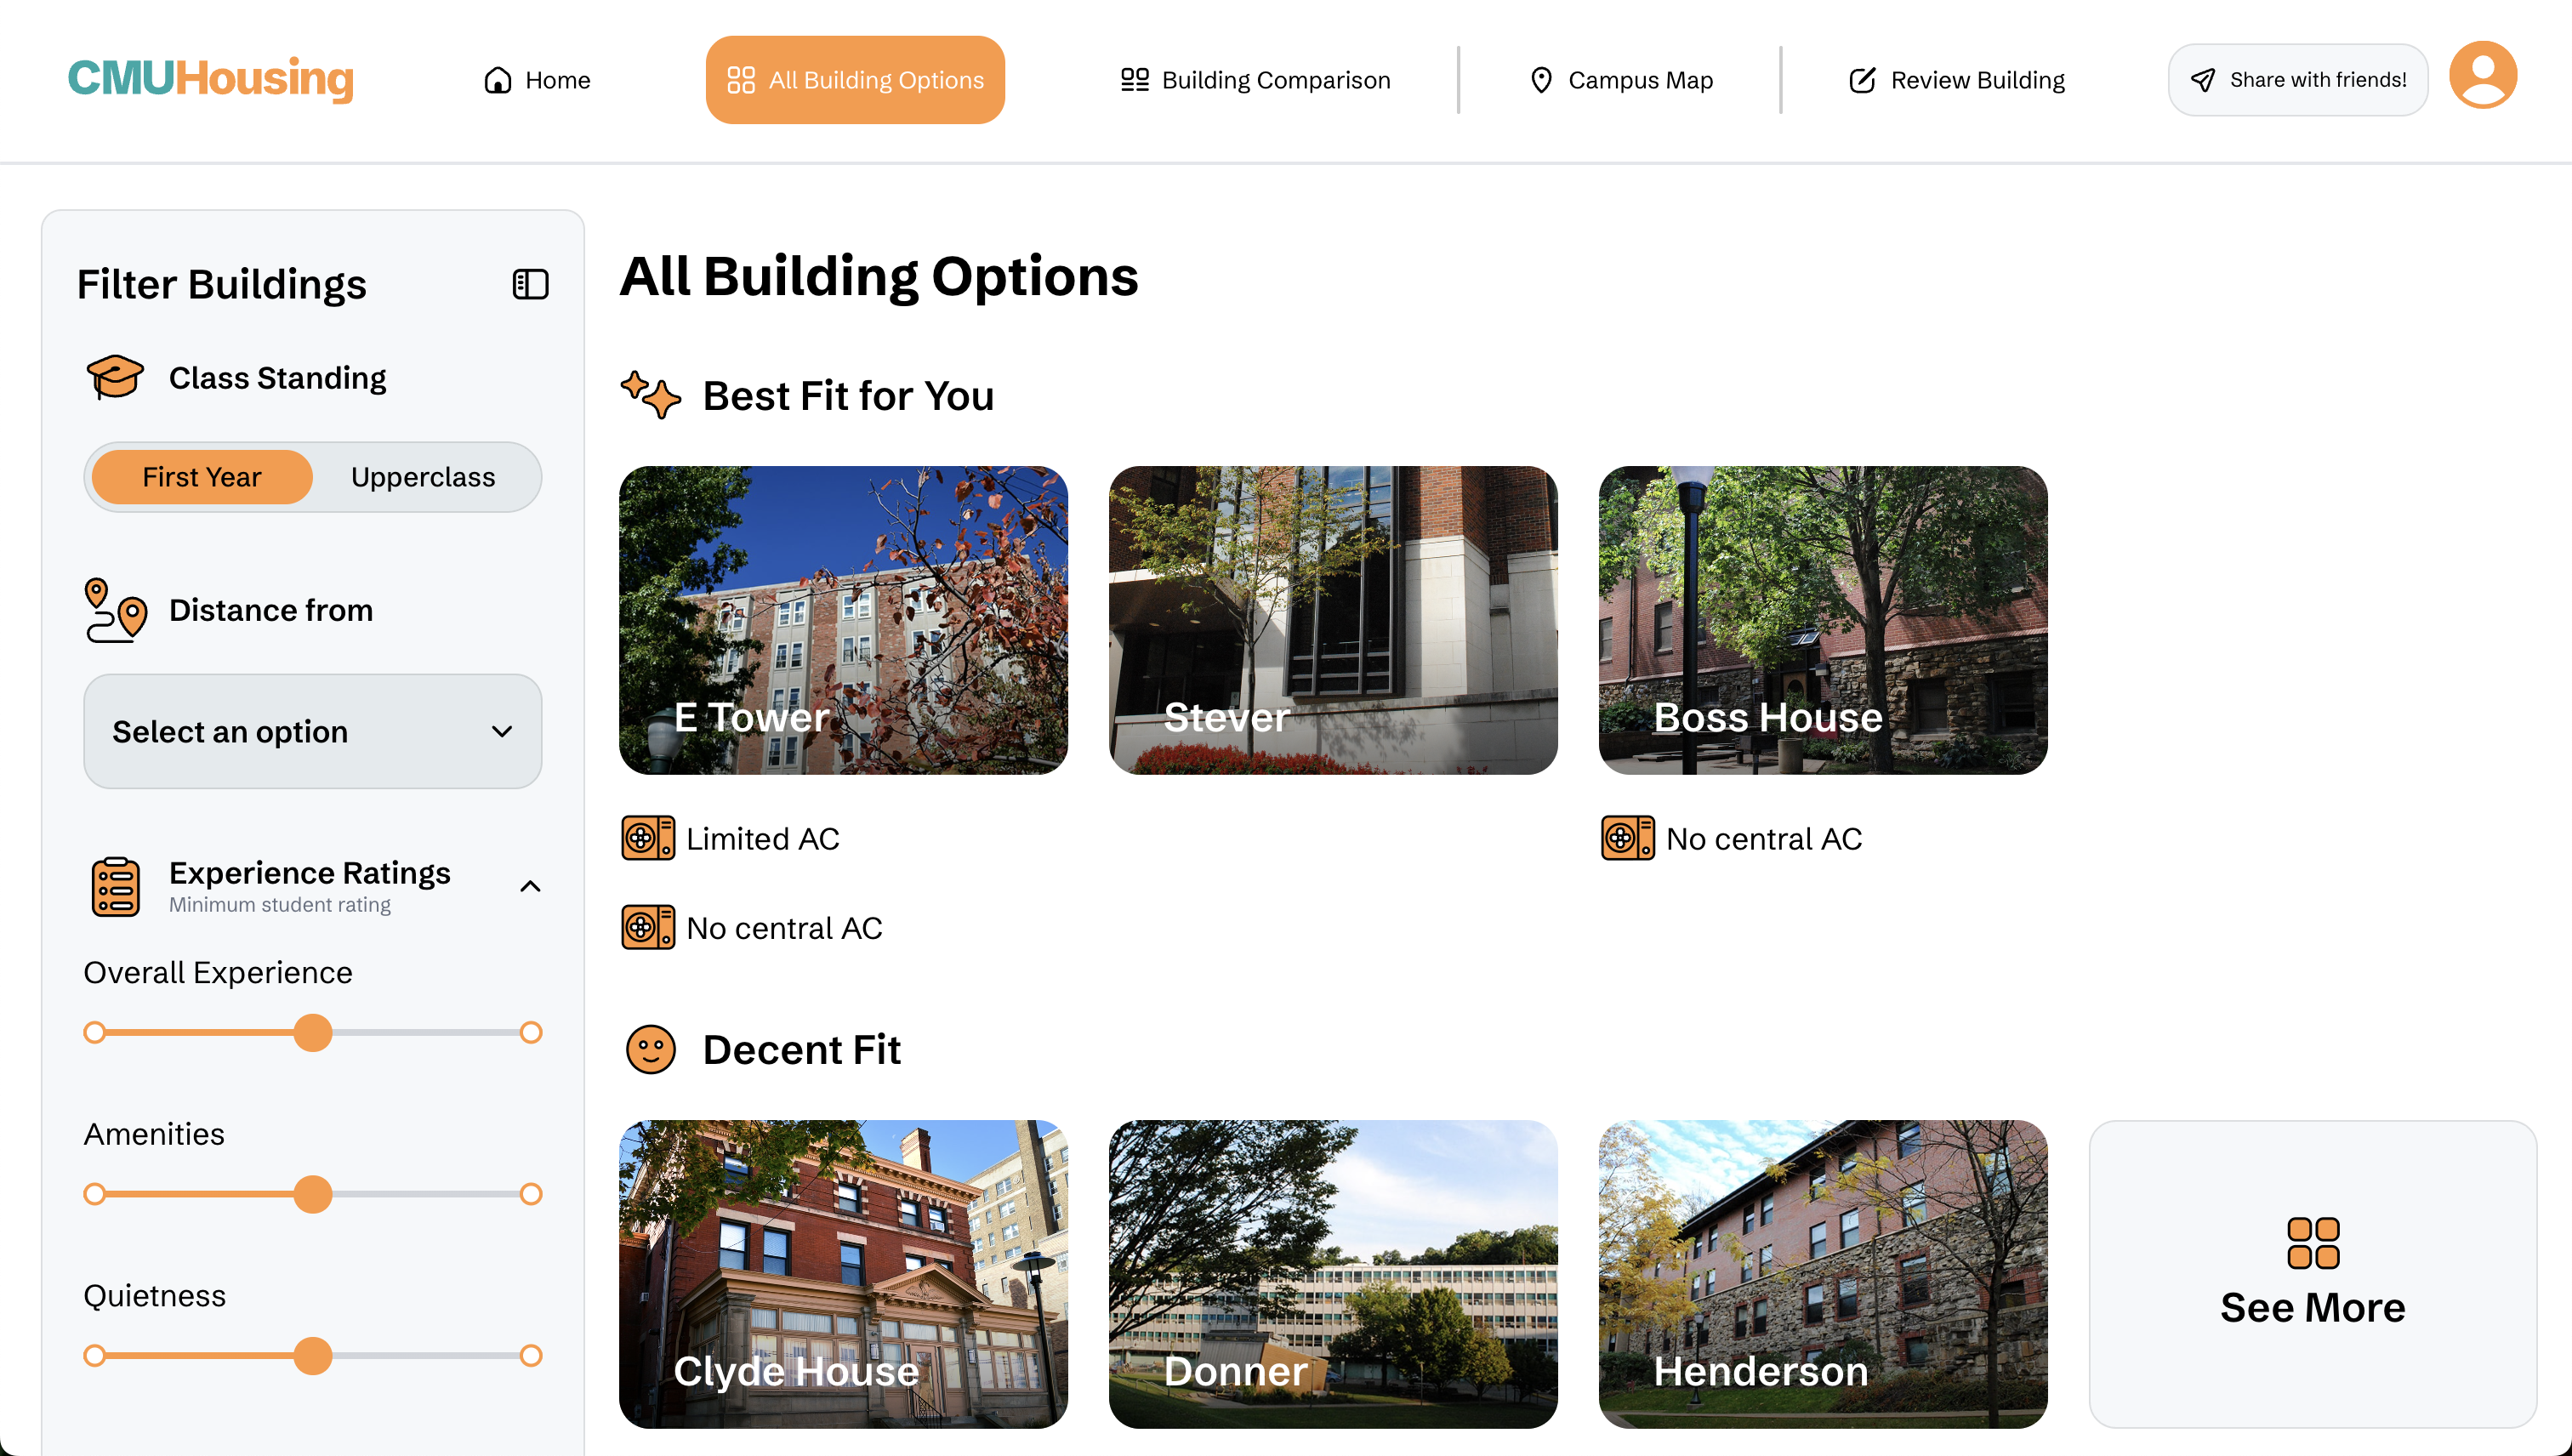 CMUHousing
Home
All Building Options
Building Comparison
Campus Map
Review Building
Share with friends!
Filter Buildings
Class Standing
First Year
Upperclass
Distance from
Select an option
Experience Ratings
Minimum student rating
Overall Experience
Amenities
Quietness
All Building Options
Best Fit for You
E Tower
Stever
Boss House
Limited AC
No central AC
No central AC
Decent Fit
Clyde House
Donner
Henderson
See More